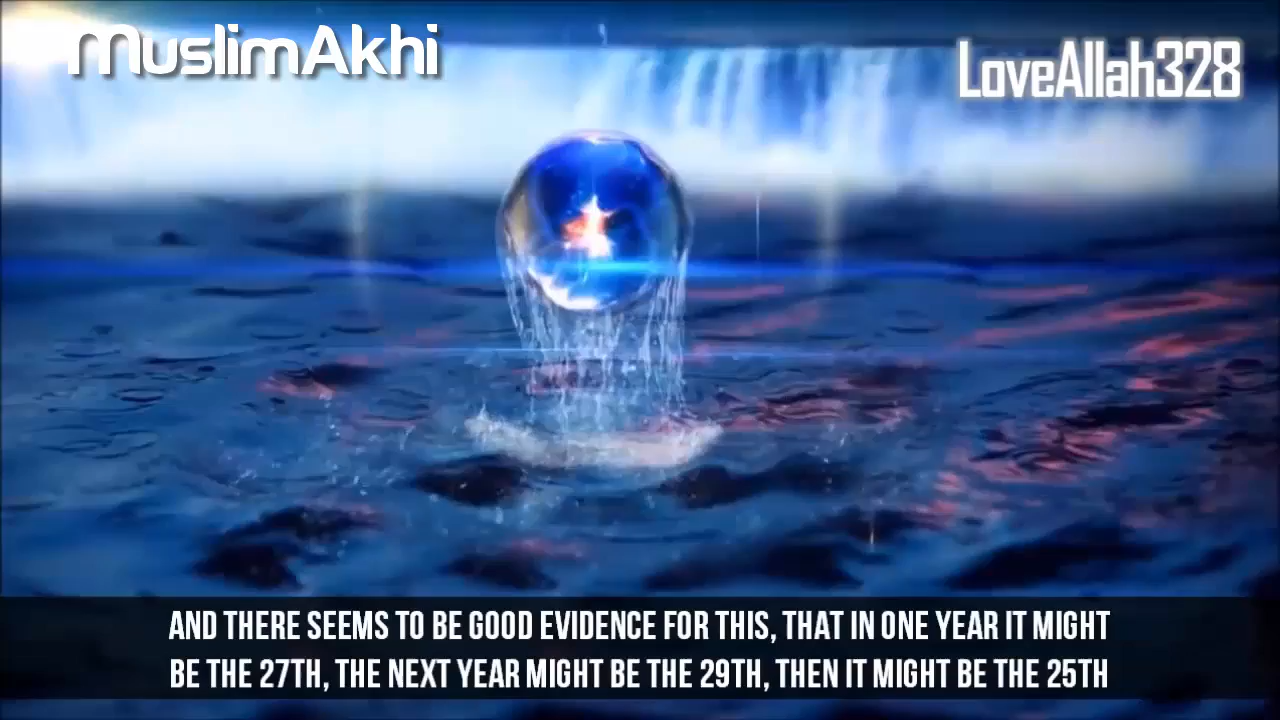 MuslimAkhi
LoveAllah328
AND THERE SEEMS TO BE GOOD EVIDENCE FOR THIS, THAT IN ONE YEAR IT MIGHT
BE THE 27TH, THE NEXT YEAR MIGHT BE THE 29TH, THEN IT MIGHT BE THE 25TH